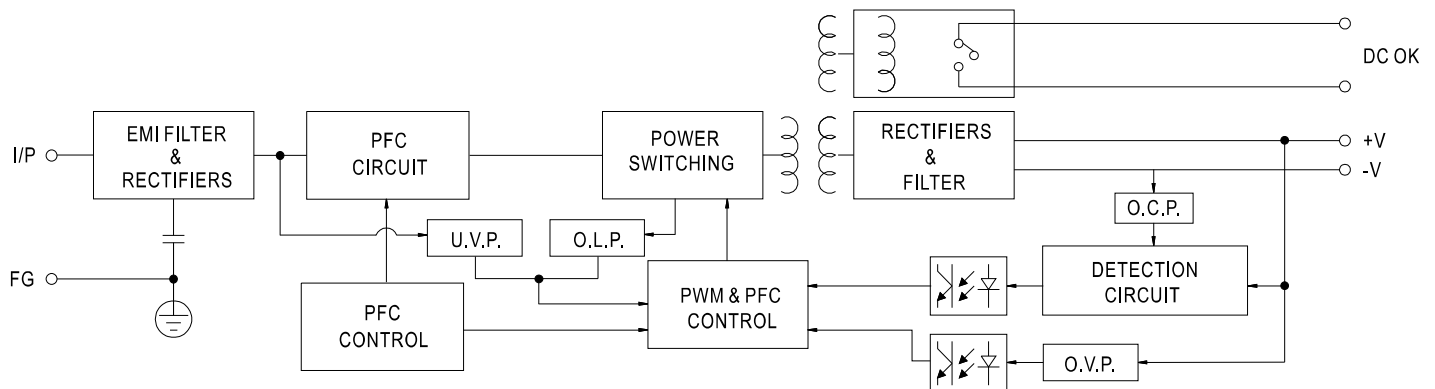 DC OK
I/P
EMI FILTER
&
RECTIFIERS
PFC
CIRCUIT
POWER
SWITCHING
RECTIFIERS
&
FILTER
+V
-V
O.C.P.
U.V.P.
O.L.P.
FG
PFC
CONTROL
PWM & PFC
CONTROL
DETECTION
CIRCUIT
O.V.P.